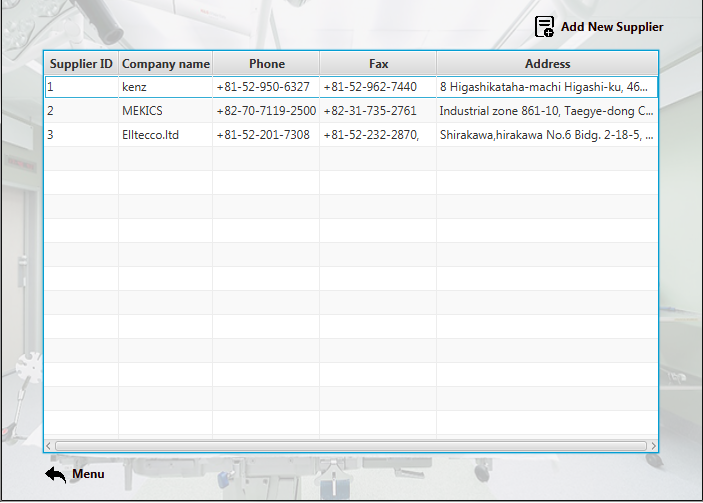 Add New Supplier
Supplier ID Company name Phone Fax Address
1 kenz +81-52-950-6327 +81-52-962-7440 8 Higashikataha-machi Higashi-ku, 46...
2 MEKICS +82-70-7119-2500 +82-31-735-2761 Industrial zone 861-10, Taegye-dong C...
3 Elltecco.ltd +81-52-201-7308 +81-52-232-2870, Shirakawa,hirakawa No.6 Bidg. 2-18-5, ...
Menu